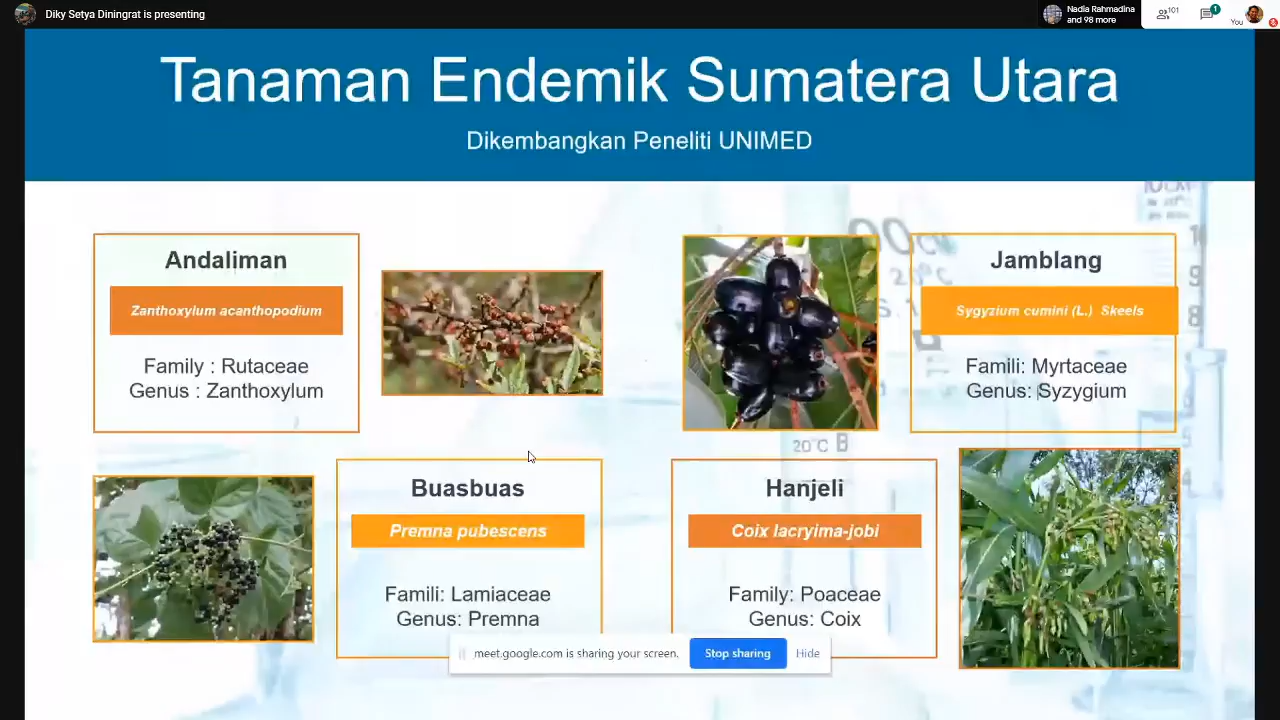 Diky Setya Diningrat is presenting
Nadia Rahmadina
and 98 more
101
1
You
Tanaman Endemik Sumatera Utara
Dikembangkan Peneliti UNIMED
Andaliman
Zanthoxylum acanthopodium
Family : Rutaceae
Genus : Zanthoxylum
Jamblang
Sygyzium cumini (L.) Skeels
Famili: Myrtaceae
Genus: Syzygium
20°C B
Buasbuas
Premna pubescens
Famili: Lamiaceae
Genus: Premna
Hanjeli
Coix lacryima-jobi
Family: Poaceae
Genus: Coix
meet.google.com is sharing your screen.
Stop sharing
Hide